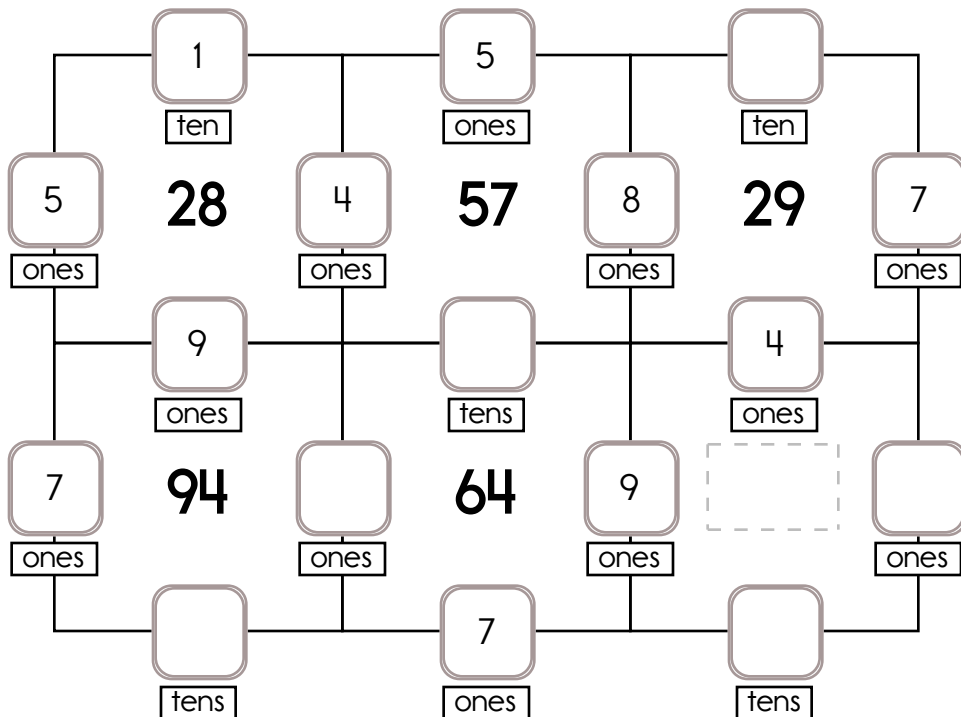 1 5
ten ones ten
5 28 4 57 8 29 7
ones ones ones ones
9 4
ones tens ones
7 94 64 9
ones ones ones ones
7
tens ones tens